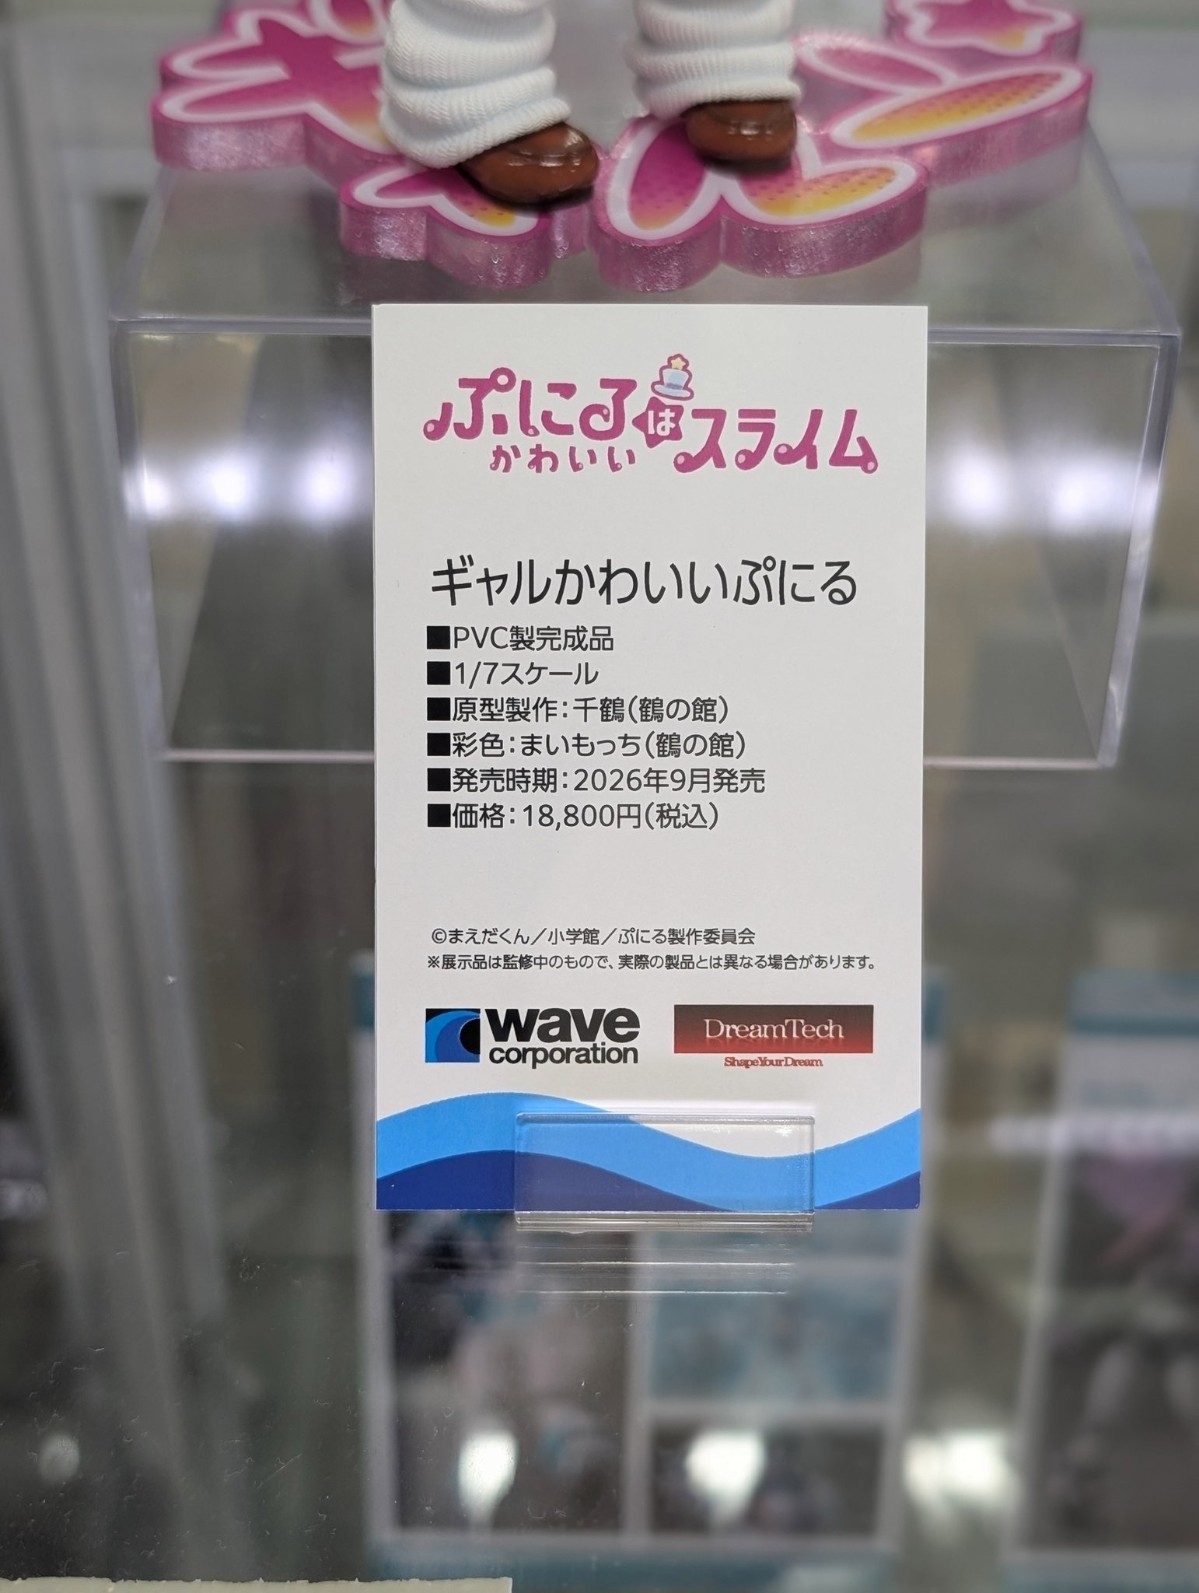 ぷにるは
かわいいスライム
ギャルかわいいぷにる
■PVC製完成品
■1/7スケール
■原型製作：千鶴(鶴の館)
■彩色：まいもっち(鶴の館)
■発売時期：2026年9月発売
■価格：18,800円(税込)
©まえだくん／小学館／ぷにる製作委員会
※展示品は監修中のもので、実際の製品とは異なる場合があります。
wave
corporation
DreamTech
ShapeYourDream